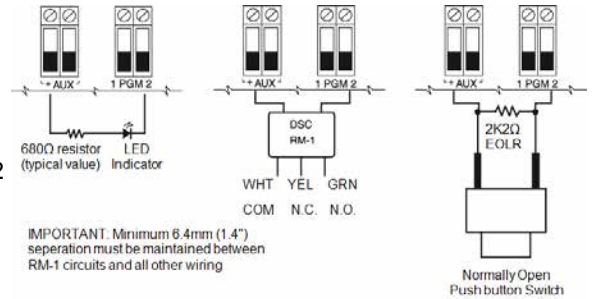 + AUX -
1 PGM 2
680Ω resistor
(typical value)
LED
Indicator
2
+ AUX -
1 PGM 2
DSC
RM-1
WHT YEL GRN
COM N.C. N.O.
IMPORTANT: Minimum 6.4mm (1.4")
seperation must be maintained between
RM-1 circuits and all other wiring
+ AUX -
1 PGM 2
2K2Ω
EOLR
Normally Open
Push button Switch